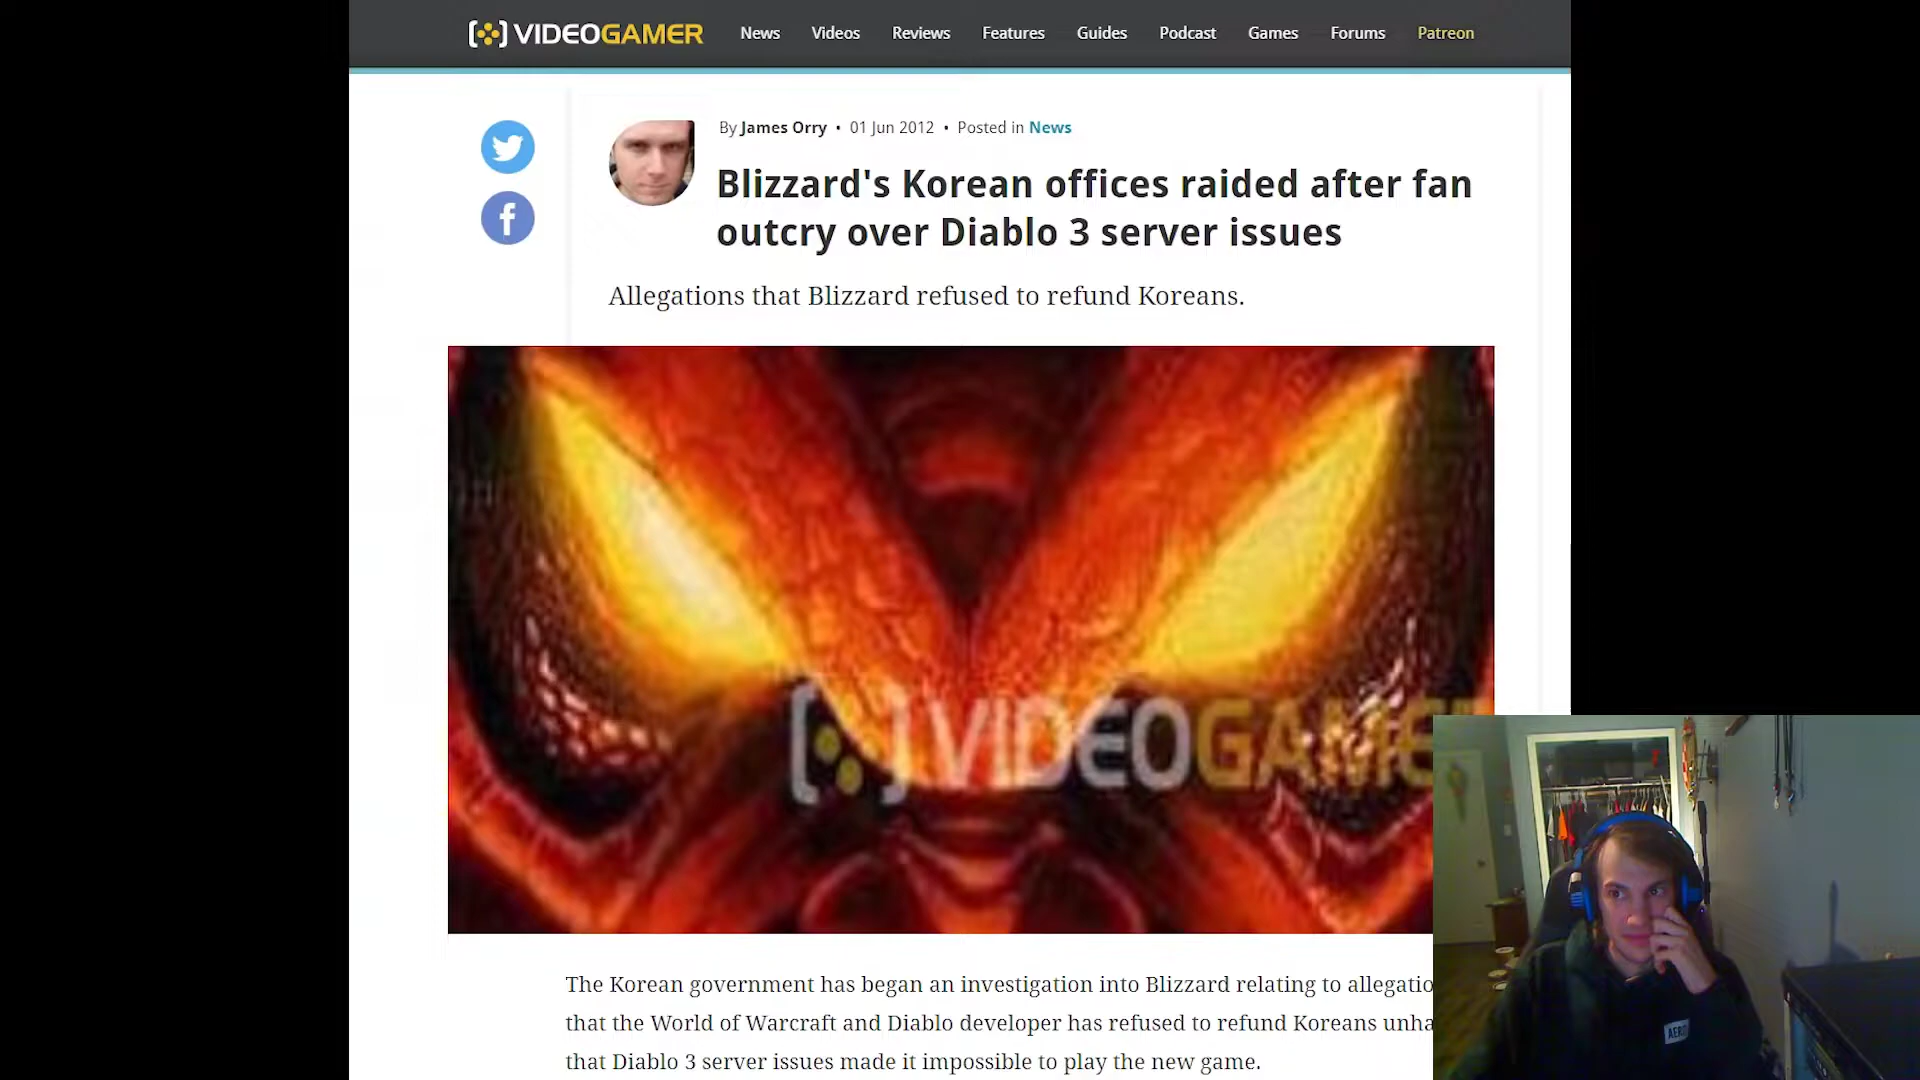 VIDEOGAMER News Videos Reviews Features Guides Podcast Games Forums Patreon
By James Orry • 01 Jun 2012 • Posted in News
Blizzard's Korean offices raided after fan
outcry over Diablo 3 server issues
Allegations that Blizzard refused to refund Koreans.
VIDEOGAME
The Korean government has began an investigation into Blizzard relating to allegatio
that the World of Warcraft and Diablo developer has refused to refund Koreans unha
that Diablo 3 server issues made it impossible to play the new game.
AERO